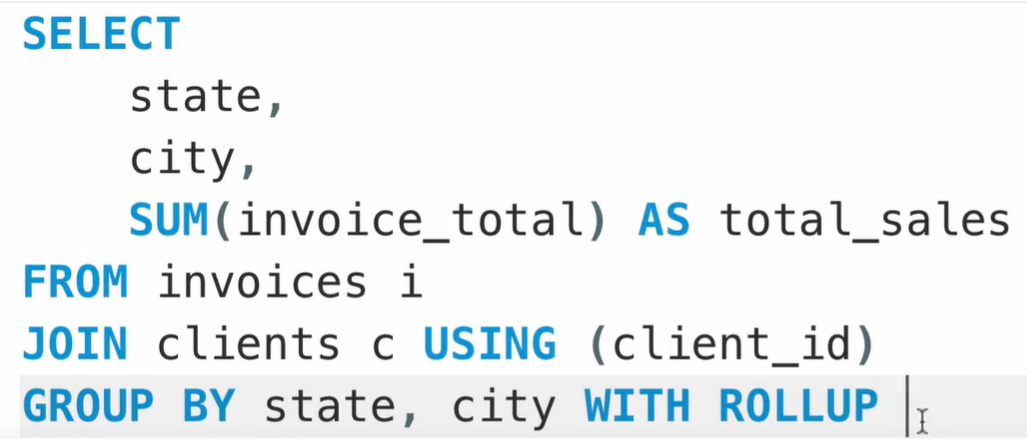 SELECT
state,
city,
SUM(invoice_total) AS total_sales
FROM invoices i
JOIN clients c USING (client_id)
GROUP BY state, city WITH ROLLUP